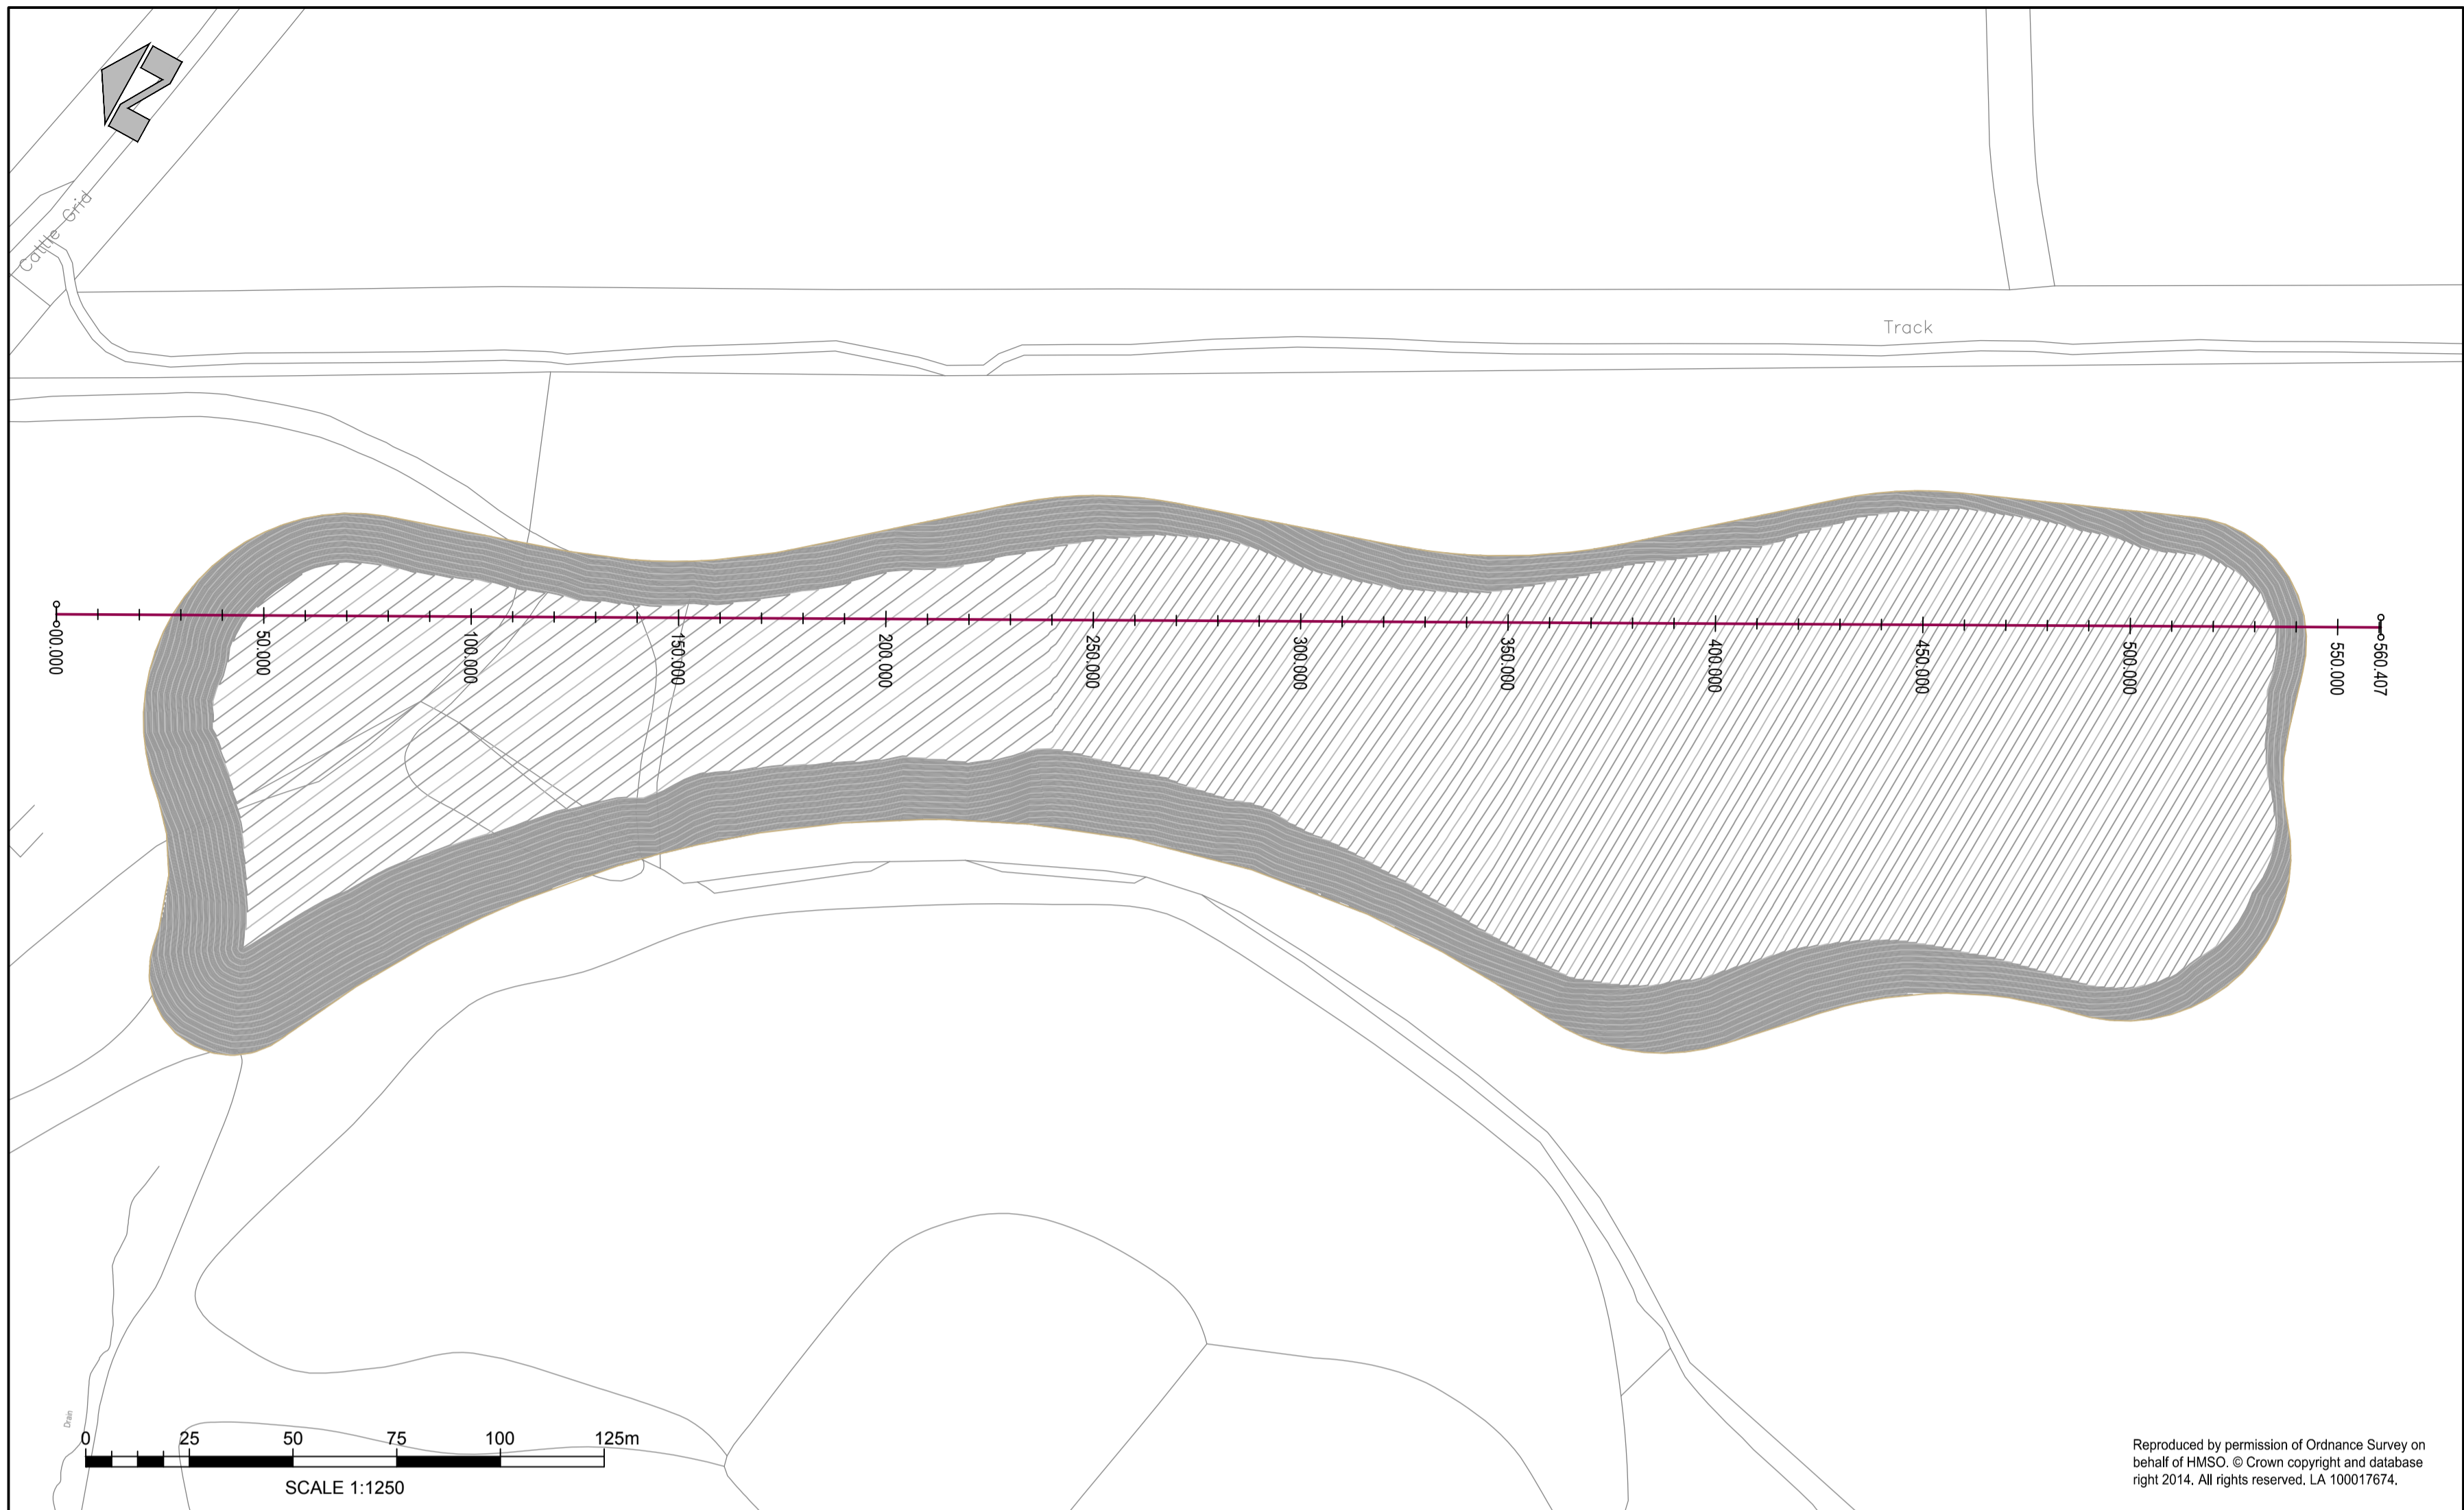 Cattle Grid
Track
00.000
50.000
100.000
150.000
200.000
250.000
300.000
350.000
400.000
450.000
500.000
550.000
560.407
Drain
0 25 50 75 100 125m
SCALE 1:1250
Reproduced by permission of Ordnance Survey on
behalf of HMSO. © Crown copyright and database
right 2014. All rights reserved. LA 100017674.